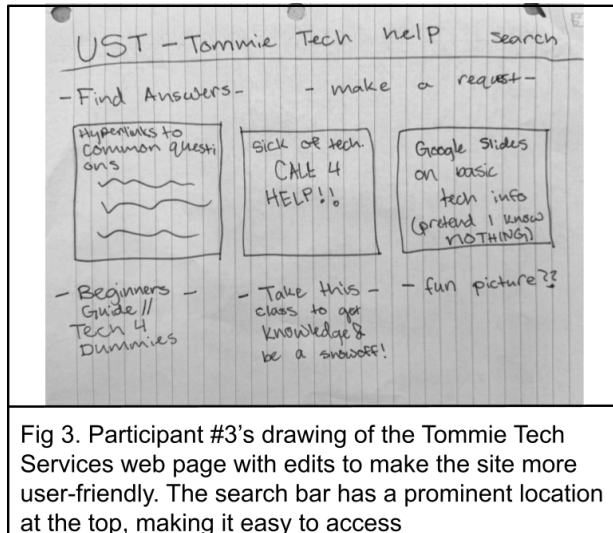 UST - Tommie Tech help search
- Find Answers - - make a request -
Hyperlinks to
common questi
ons
Sick of tech.
CALL 4
HELP!!
Google Slides
on basic
tech info
(pretend I know
NOTHING)
- Beginners -
Guide //
Tech 4
Dummies
- Take this -
class to get
knowledge &
be a showoff!
- fun picture??
Fig 3. Participant #3's drawing of the Tommie Tech
Services web page with edits to make the site more
user-friendly. The search bar has a prominent location
at the top, making it easy to access